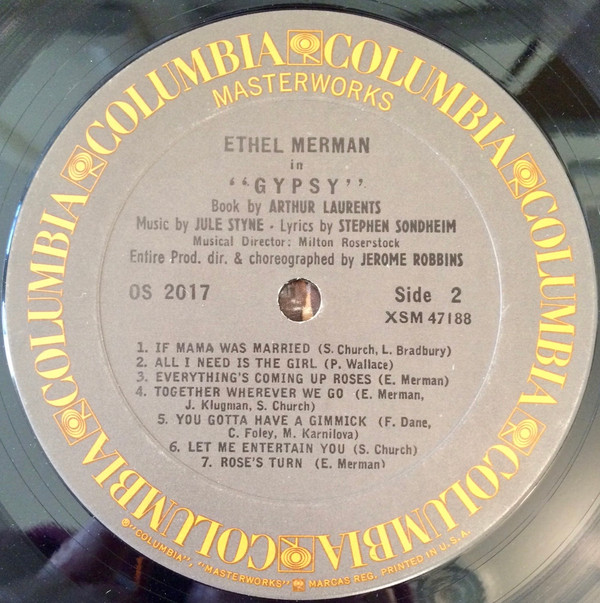 COLUMBIA COLUMBIA COLUMBIA COLUMBIA COLUMBIA COLUMBIA COLUMBIA COLUMBIA
MASTERWORKS
ETHEL MERMAN
in
"GYPSY"
Book by ARTHUR LAURENTS
Music by JULE STYNE • Lyrics by STEPHEN SONDHEIM
Musical Director: Milton Roserstock
Entire Prod. dir. & choreographed by JEROME ROBBINS
OS 2017
Side 2
XSM 47188
1. IF MAMA WAS MARRIED (S. Church, L. Bradbury)
2. ALL I NEED IS THE GIRL (P. Wallace)
3. EVERYTHING'S COMING UP ROSES (E. Merman)
4. TOGETHER WHEREVER WE GO (E. Merman,
J. Klugman, S. Church)
5. YOU GOTTA HAVE A GIMMICK (F. Dane,
C. Foley, M. Karnilova)
6. LET ME ENTERTAIN YOU (S. Church)
7. ROSE'S TURN (E. Merman)
® "COLUMBIA", "MASTERWORKS" MARCAS REG. PRINTED IN U.S.A.